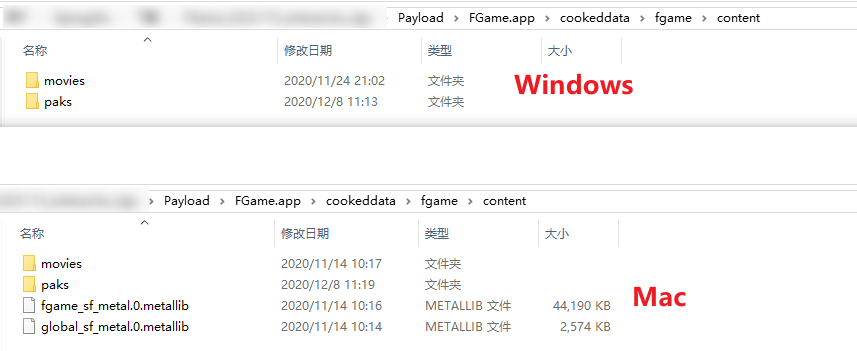 Payload › FGame.app › cookeddata › fgame › content
名称 修改日期 类型 大小
movies 2020/11/24 21:02 文件夹
paks 2020/12/8 11:13 文件夹
Windows
› Payload › FGame.app › cookeddata › fgame › content
名称 修改日期 类型 大小
movies 2020/11/14 10:17 文件夹
paks 2020/12/8 11:19 文件夹
fgame_sf_metal.0.metallib 2020/11/14 10:16 METALLIB 文件 44,190 KB
global_sf_metal.0.metallib 2020/11/14 10:14 METALLIB 文件 2,574 KB
Mac